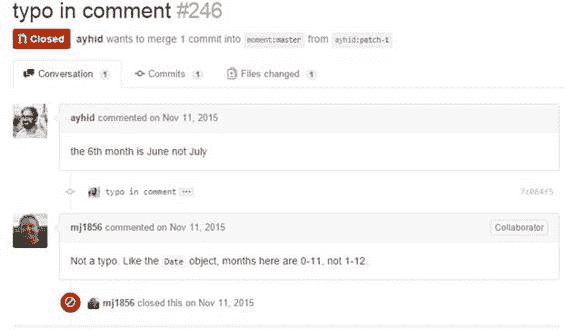 typo in comment #246
Closed ayhid wants to merge 1 commit into moment:master from ayhid:patch-1
Conversation 1 Commits 1 Files changed 1
ayhid commented on Nov 11, 2015
the 6th month is June not July
typo in comment ... 7c064f5
mj1856 commented on Nov 11, 2015 Collaborator
Not a typo. Like the Date object, months here are 0-11, not 1-12.
mj1856 closed this on Nov 11, 2015